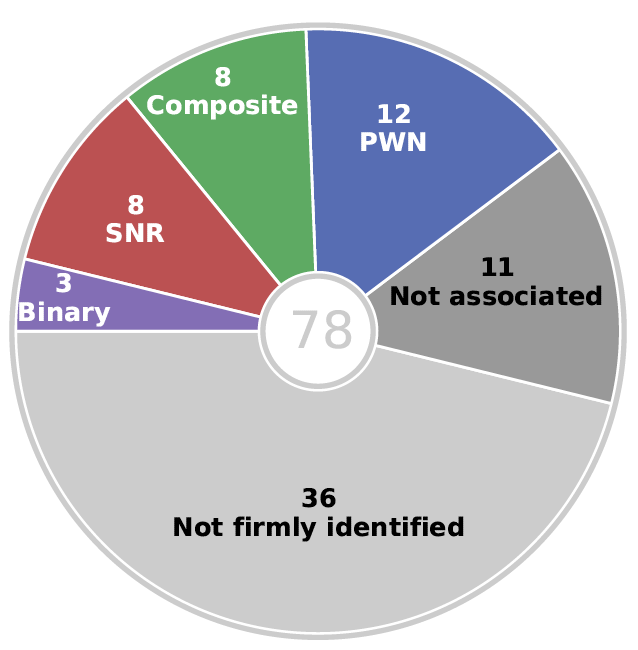 8
Composite
12
PWN
8
SNR
3
Binary
11
Not associated
78
36
Not firmly identified